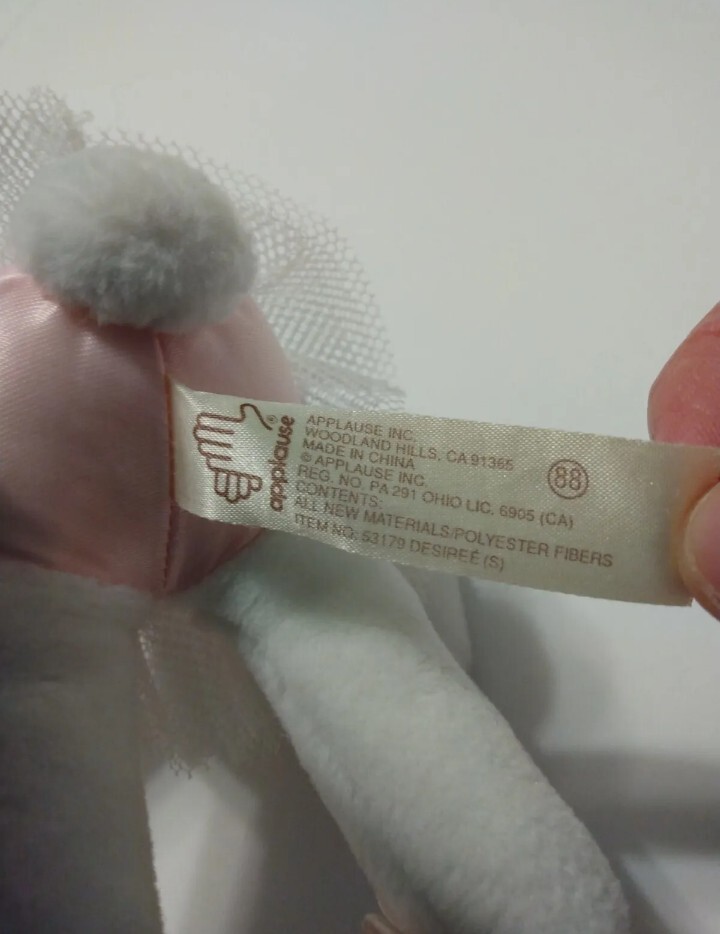 applause®
APPLAUSE INC.
WOODLAND HILLS, CA 91365
MADE IN CHINA
© APPLAUSE INC.
REG. NO. PA 291 OHIO LIC. 6905 (CA)
CONTENTS:
ALL NEW MATERIALS/POLYESTER FIBERS
ITEM NO. 53179 DESIREÉ (S)
88